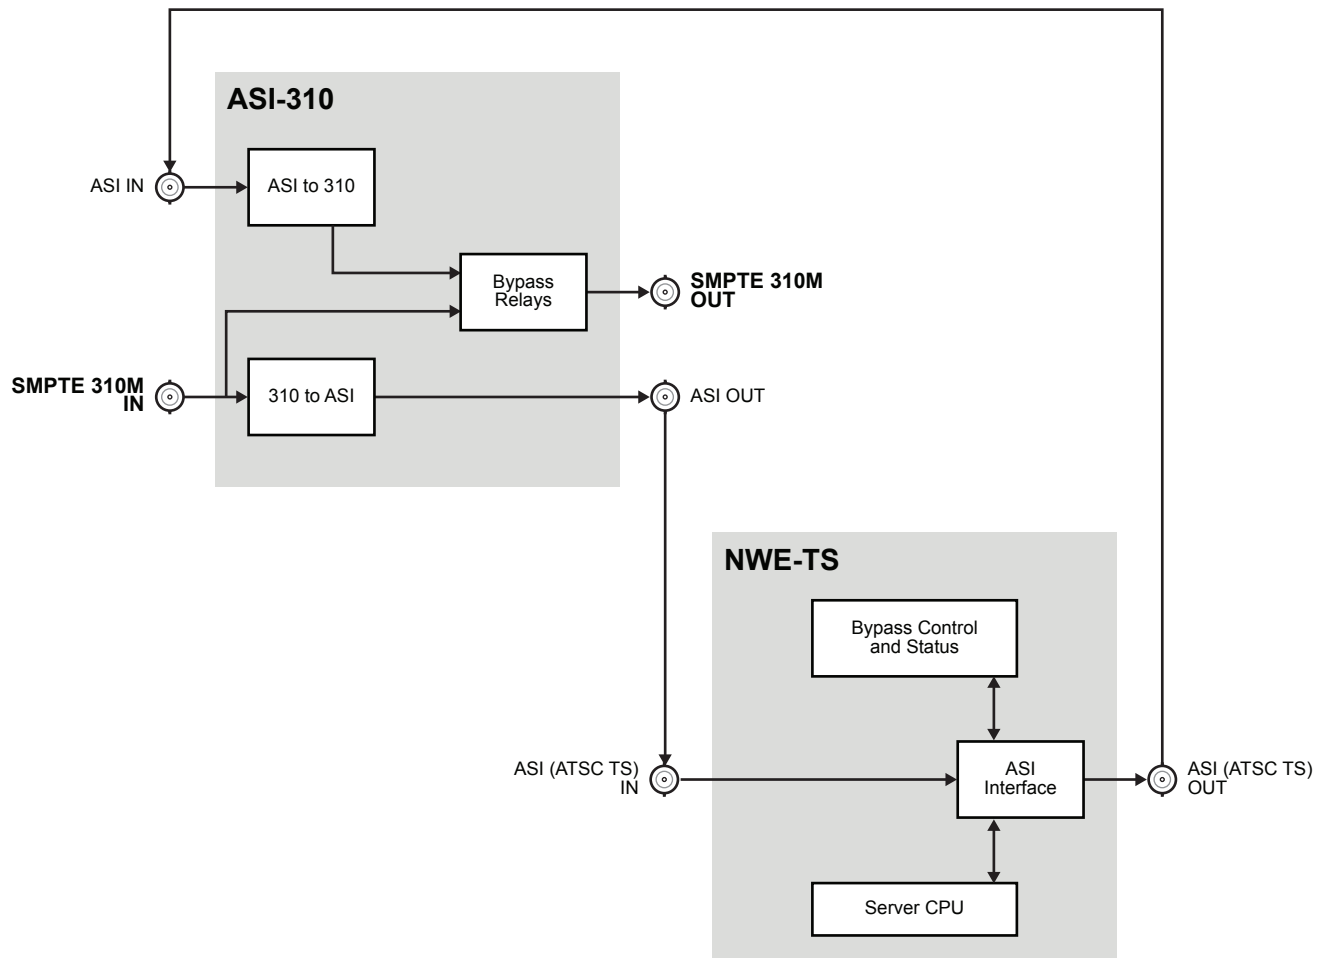 ASI-310
ASI IN
ASI to 310
Bypass
Relays
SMPTE 310M
OUT
SMPTE 310M
IN
310 to ASI
ASI OUT
NWE-TS
Bypass Control
and Status
ASI (ATSC TS)
IN
ASI
Interface
ASI (ATSC TS)
OUT
Server CPU